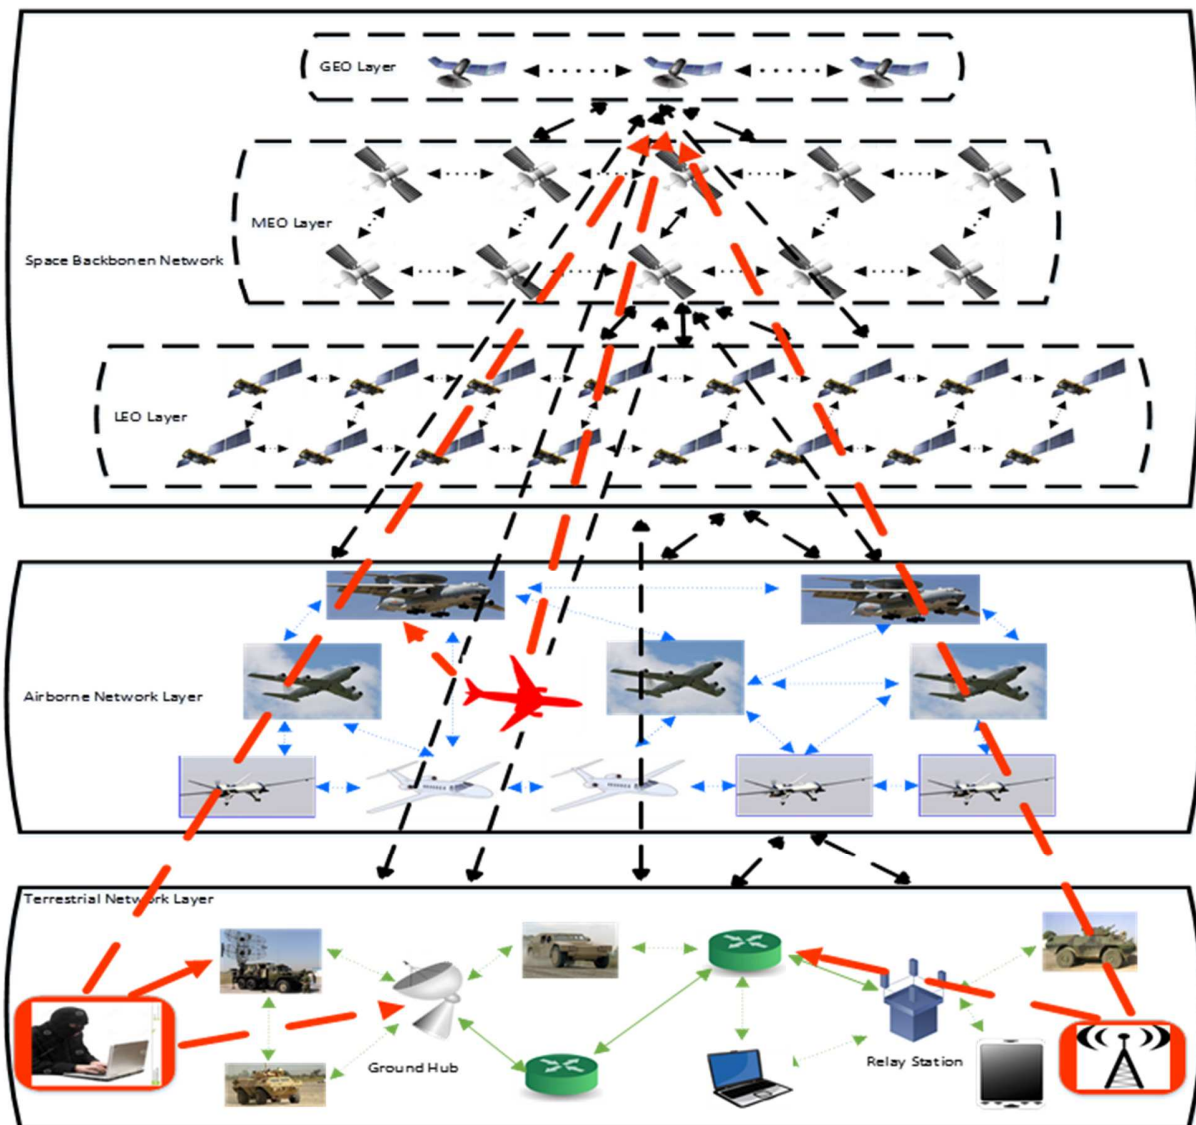 GEO Layer
MEO Layer
Space Backbonen Network
LEO Layer
Airborne Network Layer
Terrestrial Network Layer
Ground Hub
Relay Station